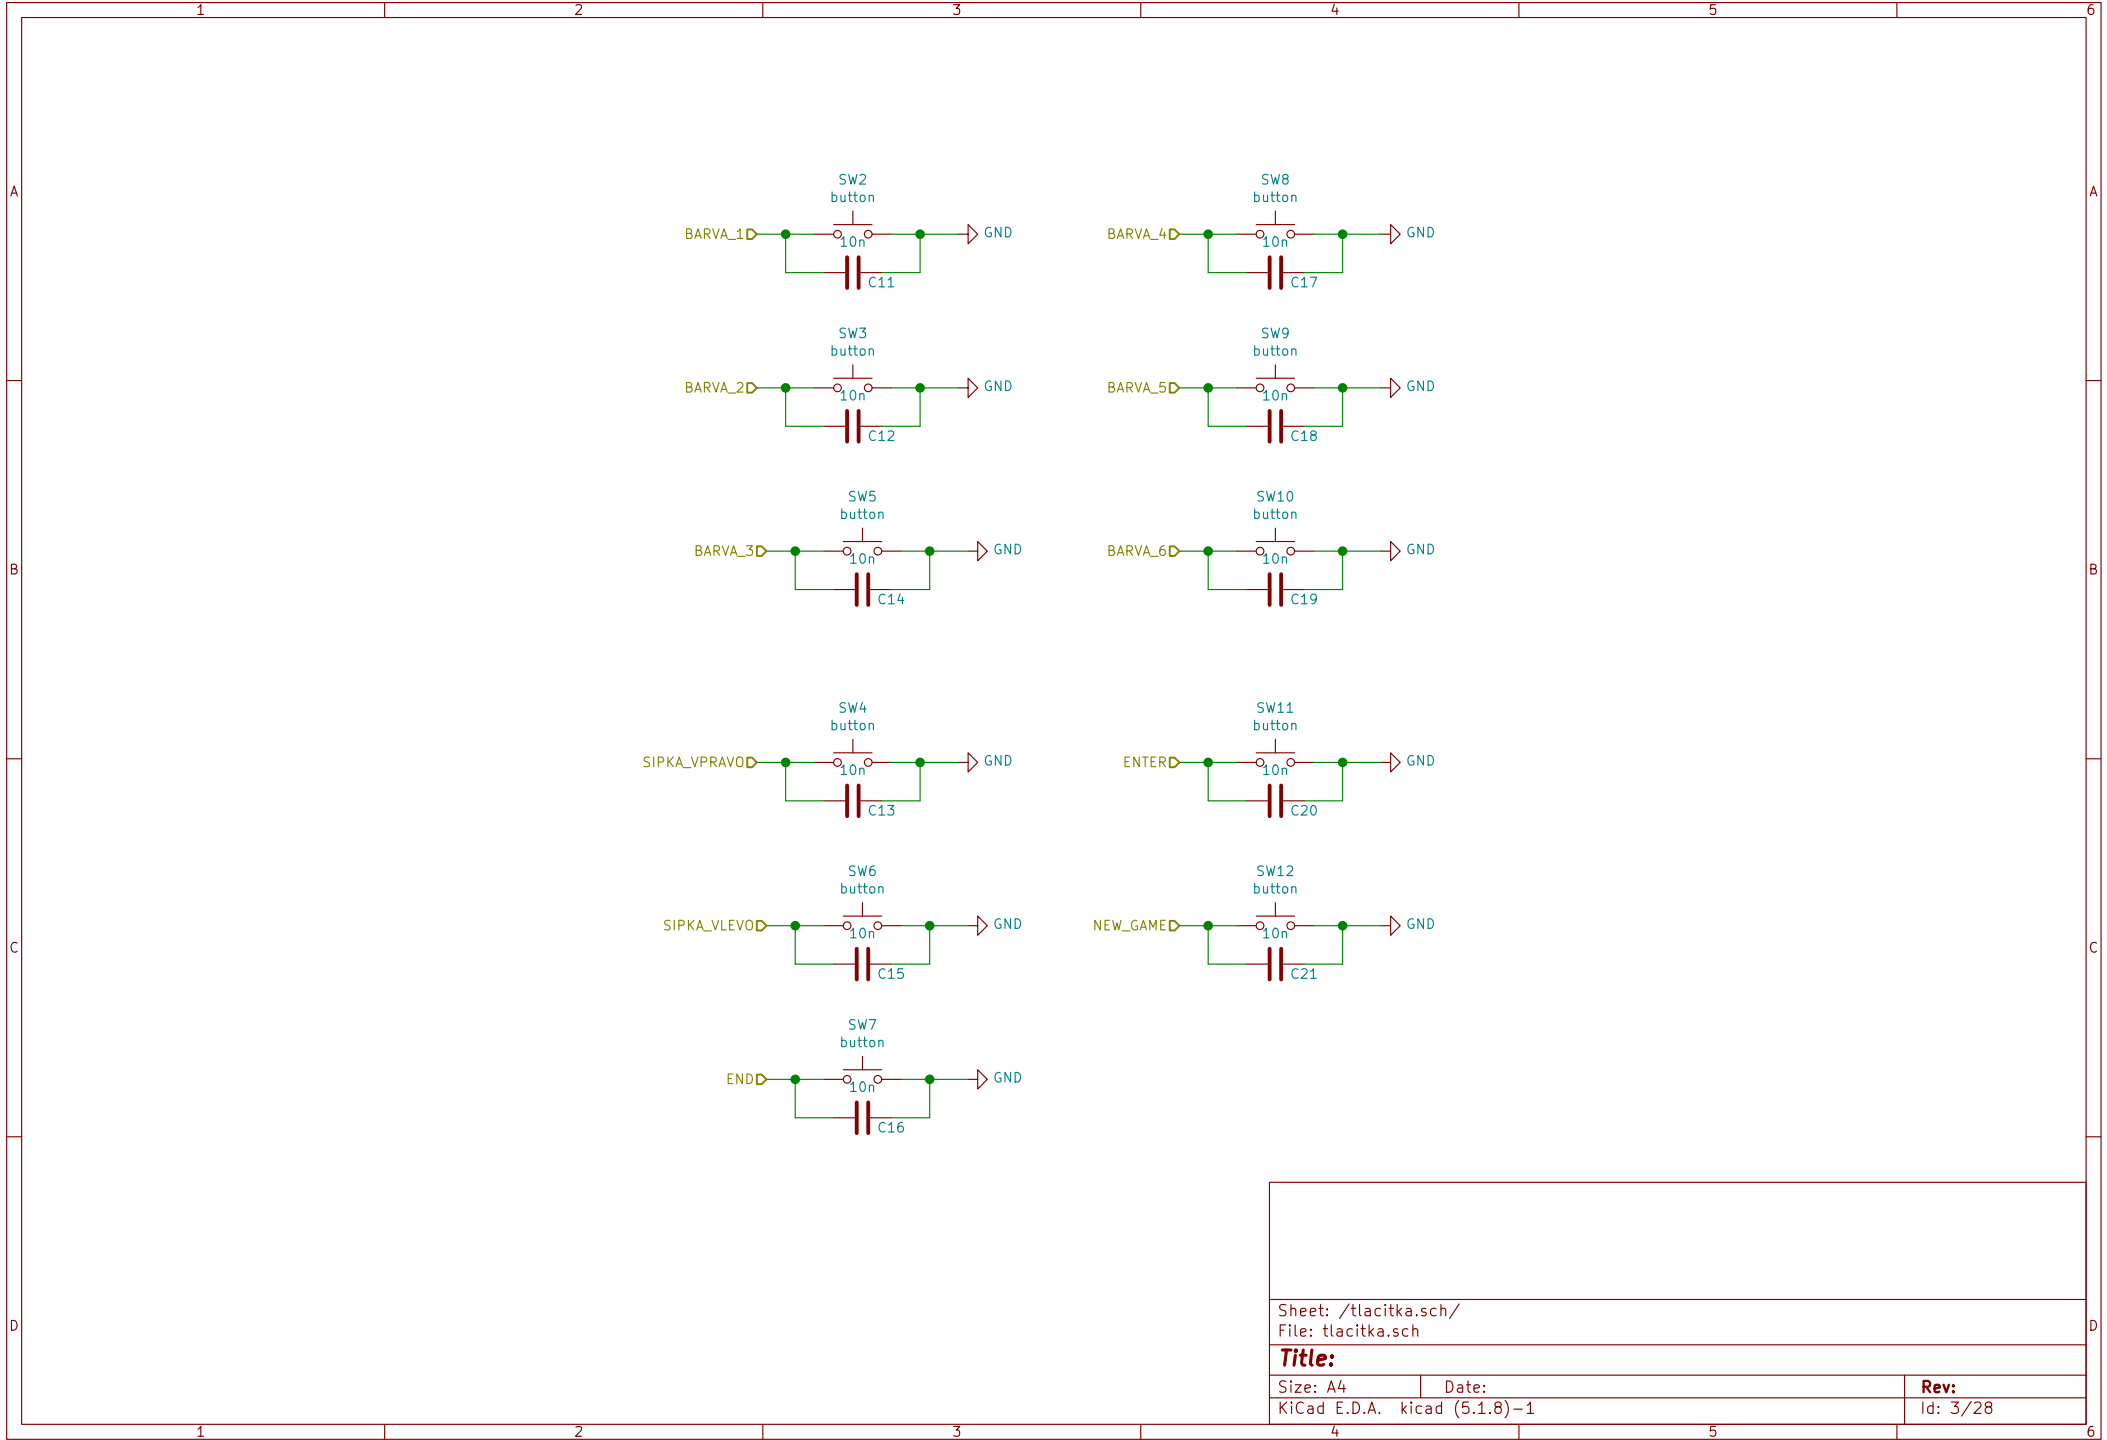 1 2 3 4 5 6
A A
SW2
button
BARVA_1
10n
GND
C11
SW8
button
BARVA_4
10n
GND
C17
SW3
button
BARVA_2
10n
GND
C12
SW9
button
BARVA_5
10n
GND
C18
SW5
button
BARVA_3
10n
GND
C14
SW10
button
BARVA_6
10n
GND
C19
B B
SW4
button
SIPKA_VPRAVO
10n
GND
C13
SW11
button
ENTER
10n
GND
C20
SW6
button
SIPKA_VLEVO
10n
GND
C15
SW12
button
NEW_GAME
10n
GND
C21
C C
SW7
button
END
10n
GND
C16
D D
Sheet: /tlacitka.sch/
File: tlacitka.sch
Title:
Size: A4 Date: Rev:
KiCad E.D.A. kicad (5.1.8)-1 Id: 3/28
1 2 3 4 5 6